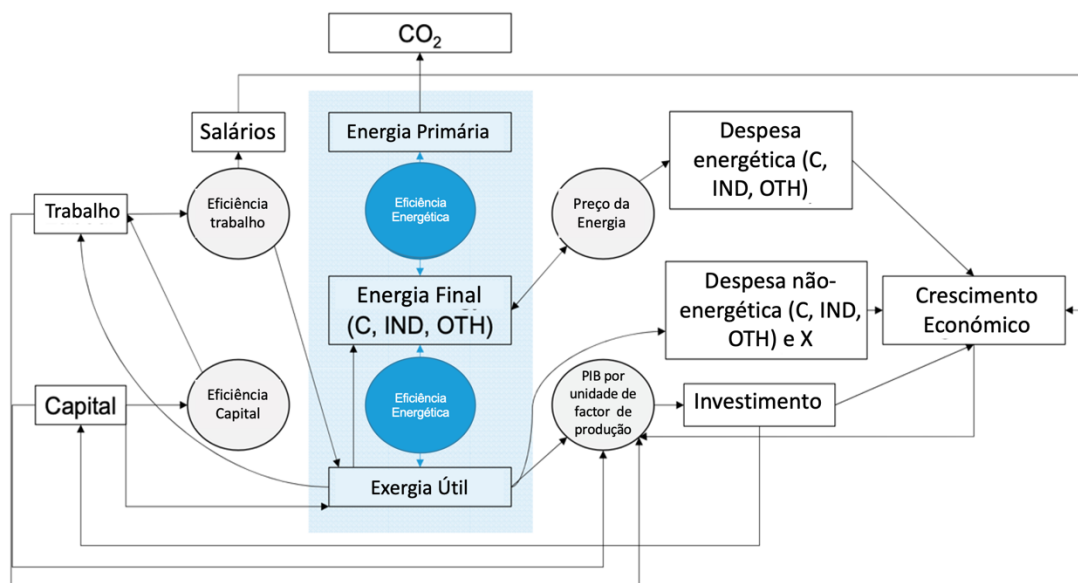 CO₂
Salários
Energia Primária
Despesa
energética (C,
IND, OTH)
Trabalho
Eficiência
trabalho
Eficiência
Energética
Preço da
Energia
Energia Final
(C, IND, OTH)
Despesa não-
energética (C, IND,
OTH) e X
Crescimento
Económico
Capital
Eficiência
Capital
Eficiência
Energética
PIB por
unidade de
factor de
produção
Investimento
Exergia Útil